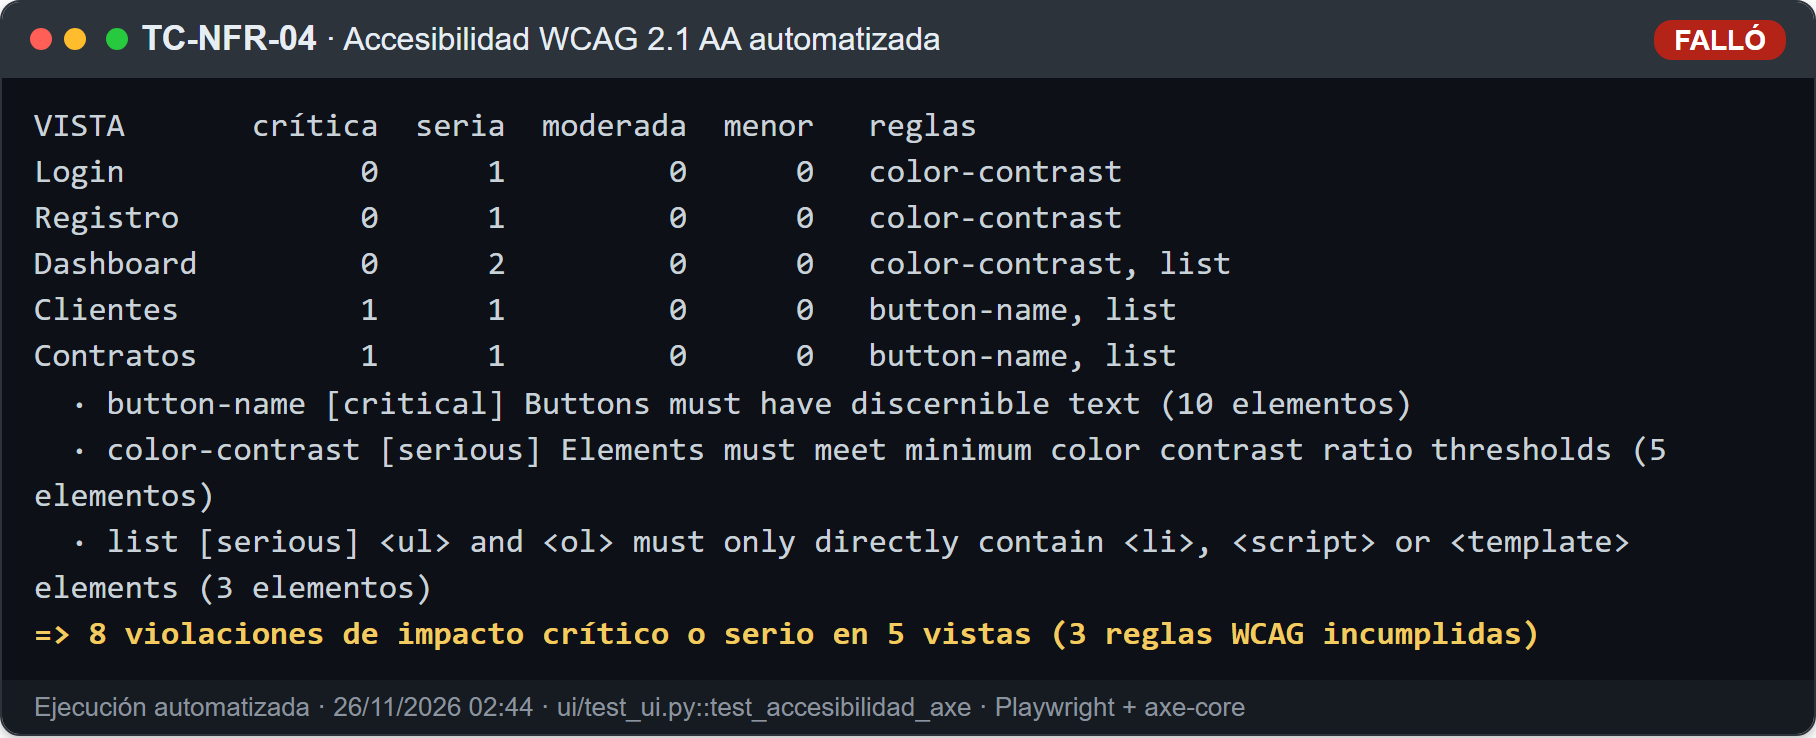 TC-NFR-04 · Accesibilidad WCAG 2.1 AA automatizada
FALLÓ
VISTA crítica seria moderada menor reglas
Login 0 1 0 0 color-contrast
Registro 0 1 0 0 color-contrast
Dashboard 0 2 0 0 color-contrast, list
Clientes 1 1 0 0 button-name, list
Contratos 1 1 0 0 button-name, list
· button-name [critical] Buttons must have discernible text (10 elementos)
· color-contrast [serious] Elements must meet minimum color contrast ratio thresholds (5
elementos)
· list [serious] <ul> and <ol> must only directly contain <li>, <script> or <template>
elements (3 elementos)
=> 8 violaciones de impacto crítico o serio en 5 vistas (3 reglas WCAG incumplidas)
Ejecución automatizada · 26/11/2026 02:44 · ui/test_ui.py::test_accesibilidad_axe · Playwright + axe-core